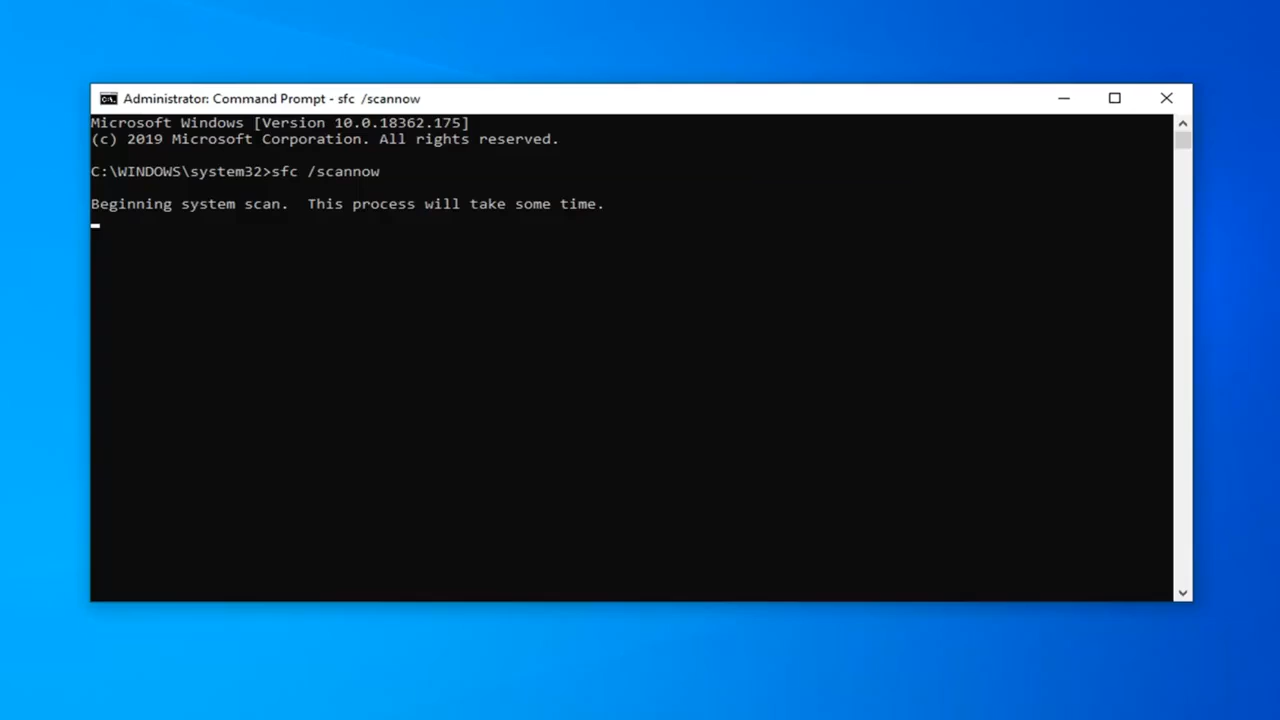 Administrator: Command Prompt - sfc  /scannow
Microsoft Windows [Version 10.0.18362.175]
(c) 2019 Microsoft Corporation. All rights reserved.
C:\WINDOWS\system32>sfc /scannow
Beginning system scan.  This process will take some time.